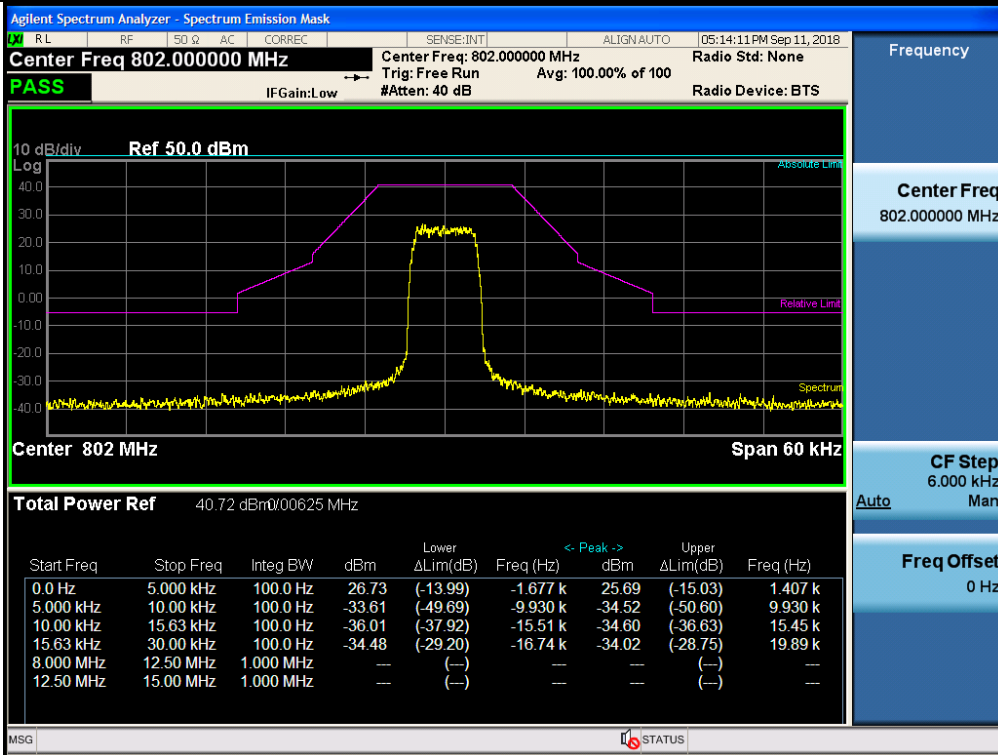 Agilent Spectrum Analyzer - Spectrum Emission Mask
LXI RL RF 50 Ω AC CORREC SENSE:INT ALIGN AUTO 05:14:11 PM Sep 11, 2018
Center Freq 802.000000 MHz Center Freq: 802.000000 MHz Radio Std: None
Trig: Free Run Avg: 100.00% of 100
PASS IFGain:Low #Atten: 40 dB Radio Device: BTS
Frequency
10 dB/div Ref 50.0 dBm
Log Absolute Limit
40.0
30.0
20.0
10.0
0.00
Relative Limit
-10.0
-20.0
-30.0
Spectrum
-40.0
Center 802 MHz Span 60 kHz
Center Freq
802.000000 MHz
CF Step
6.000 kHz
Auto Man
Freq Offset
0 Hz
Total Power Ref 40.72 dBm/0.00625 MHz
Lower <- Peak -> Upper
Start Freq Stop Freq Integ BW dBm ΔLim(dB) Freq (Hz) dBm ΔLim(dB) Freq (Hz)
0.0 Hz 5.000 kHz 100.0 Hz 26.73 (-13.99) -1.677 k 25.69 (-15.03) 1.407 k
5.000 kHz 10.00 kHz 100.0 Hz -33.61 (-49.69) -9.930 k -34.52 (-50.60) 9.930 k
10.00 kHz 15.63 kHz 100.0 Hz -36.01 (-37.92) -15.51 k -34.60 (-36.63) 15.45 k
15.63 kHz 30.00 kHz 100.0 Hz -34.48 (-29.20) -16.74 k -34.02 (-28.75) 19.89 k
8.000 MHz 12.50 MHz 1.000 MHz --- (---) --- --- (---) ---
12.50 MHz 15.00 MHz 1.000 MHz --- (---) --- --- (---) ---
MSG STATUS